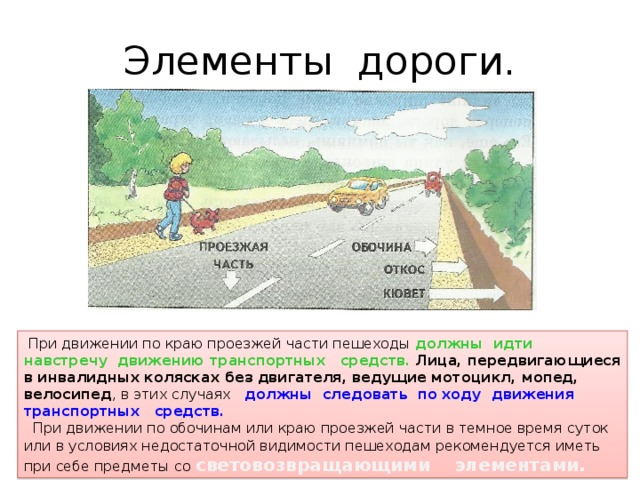 Элементы дороги.
ПРОЕЗЖАЯ
ЧАСТЬ
ОБОЧИНА
ОТКОС
КЮВЕТ
При движении по краю проезжей части пешеходы должны идти
навстречу движению транспортных средств. Лица, передвигающиеся
в инвалидных колясках без двигателя, ведущие мотоцикл, мопед,
велосипед, в этих случаях должны следовать по ходу движения
транспортных средств.
При движении по обочинам или краю проезжей части в темное время суток
или в условиях недостаточной видимости пешеходам рекомендуется иметь
при себе предметы со световозвращающими элементами.